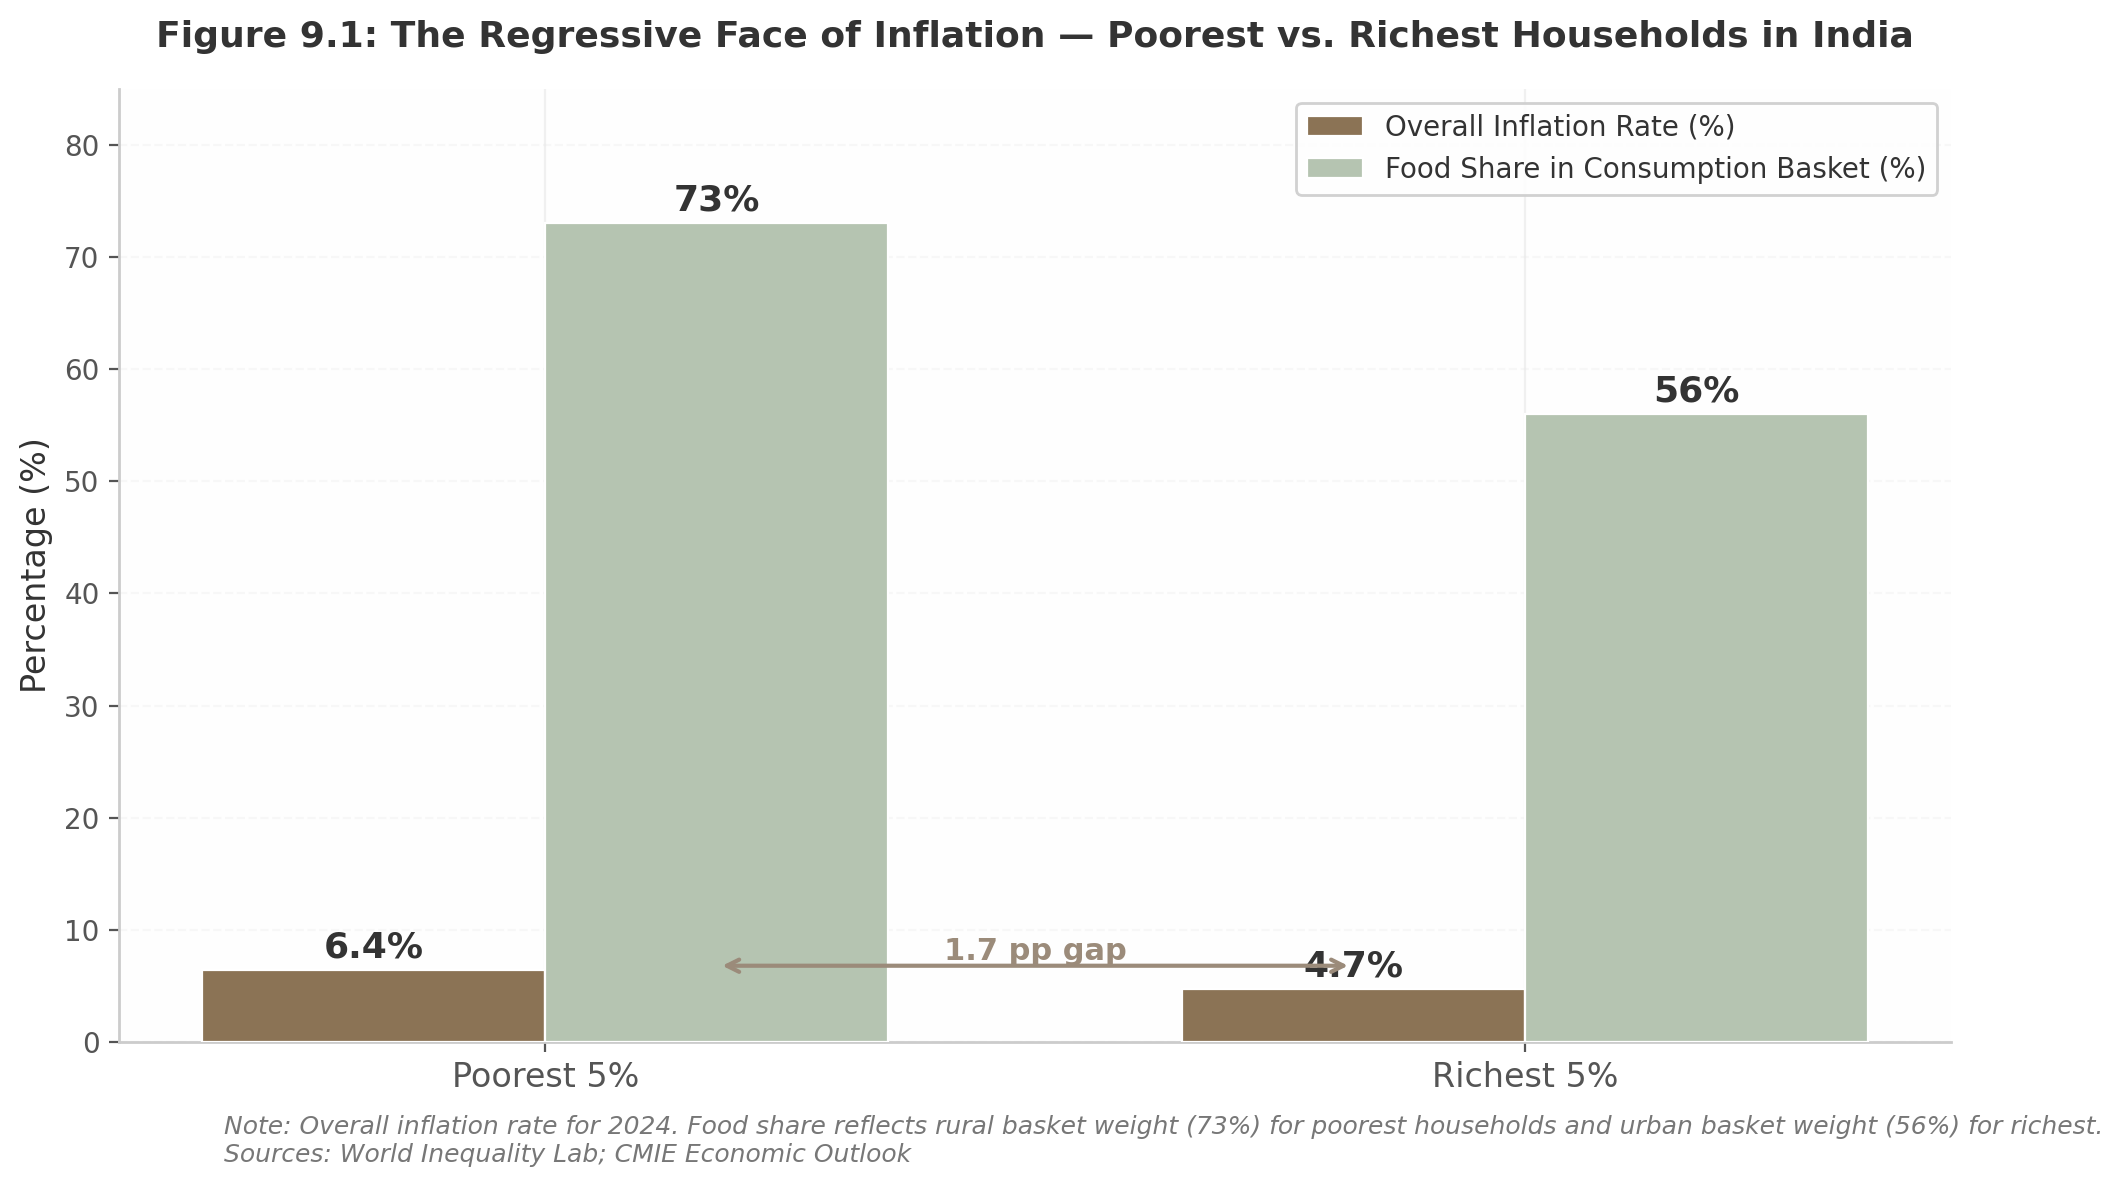 Figure 9.1: The Regressive Face of Inflation — Poorest vs. Richest Households in India
Overall Inflation Rate (%)
Food Share in Consumption Basket (%)
Percentage (%)
80
70
60
50
40
30
20
10
0
73%
56%
6.4%
1.7 pp gap
4.7%
Poorest 5%
Richest 5%
Note: Overall inflation rate for 2024. Food share reflects rural basket weight (73%) for poorest households and urban basket weight (56%) for richest.
Sources: World Inequality Lab; CMIE Economic Outlook